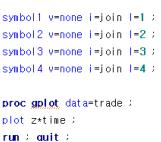 symbol1 v=none i=join l=1 ;
symbol2 v=none i=join l=2 ;
symbol3 v=none i=join l=3 ;
symbol4 v=none i=join l=4 ;
proc gplot data=trade ;
plot z*time ;
run ; quit ;